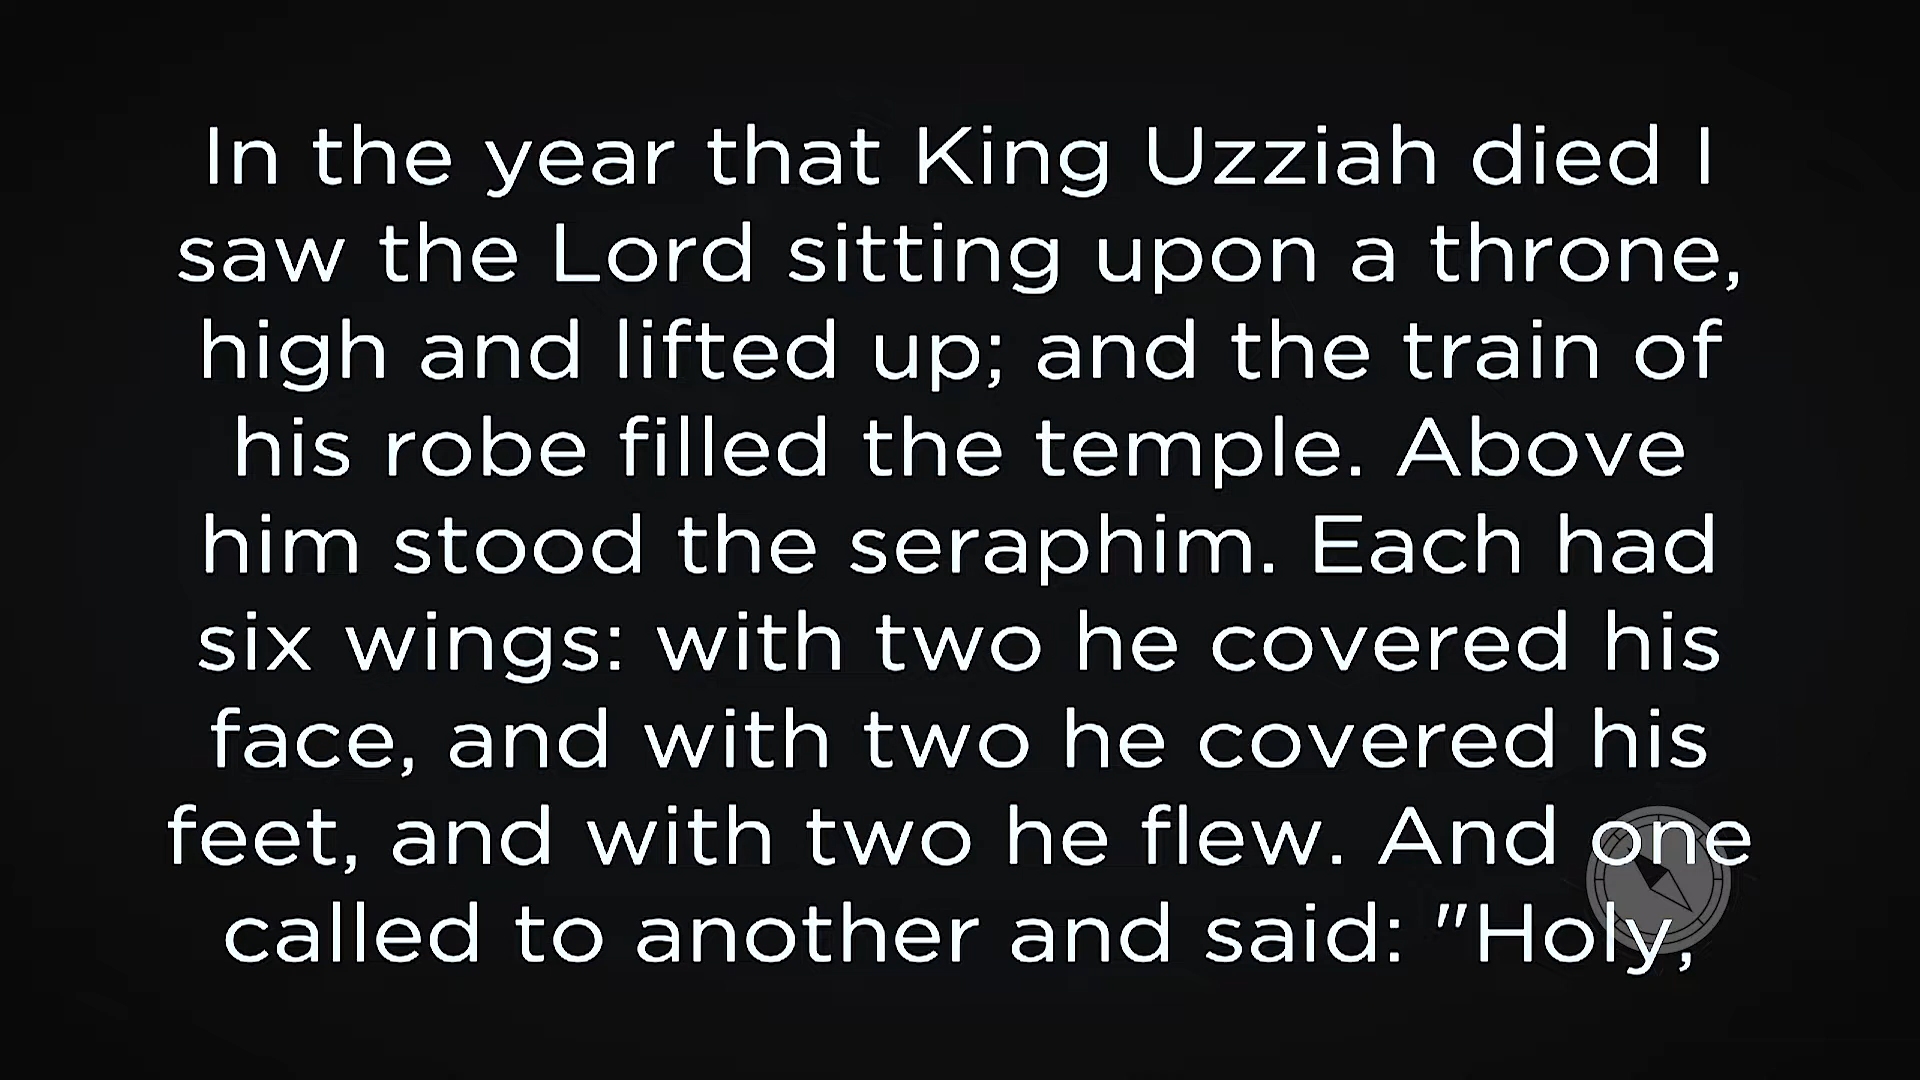 In the year that King Uzziah died I
saw the Lord sitting upon a throne,
high and lifted up; and the train of
his robe filled the temple. Above
him stood the seraphim. Each had
six wings: with two he covered his
face, and with two he covered his
feet, and with two he flew. And one
called to another and said: "Holy,